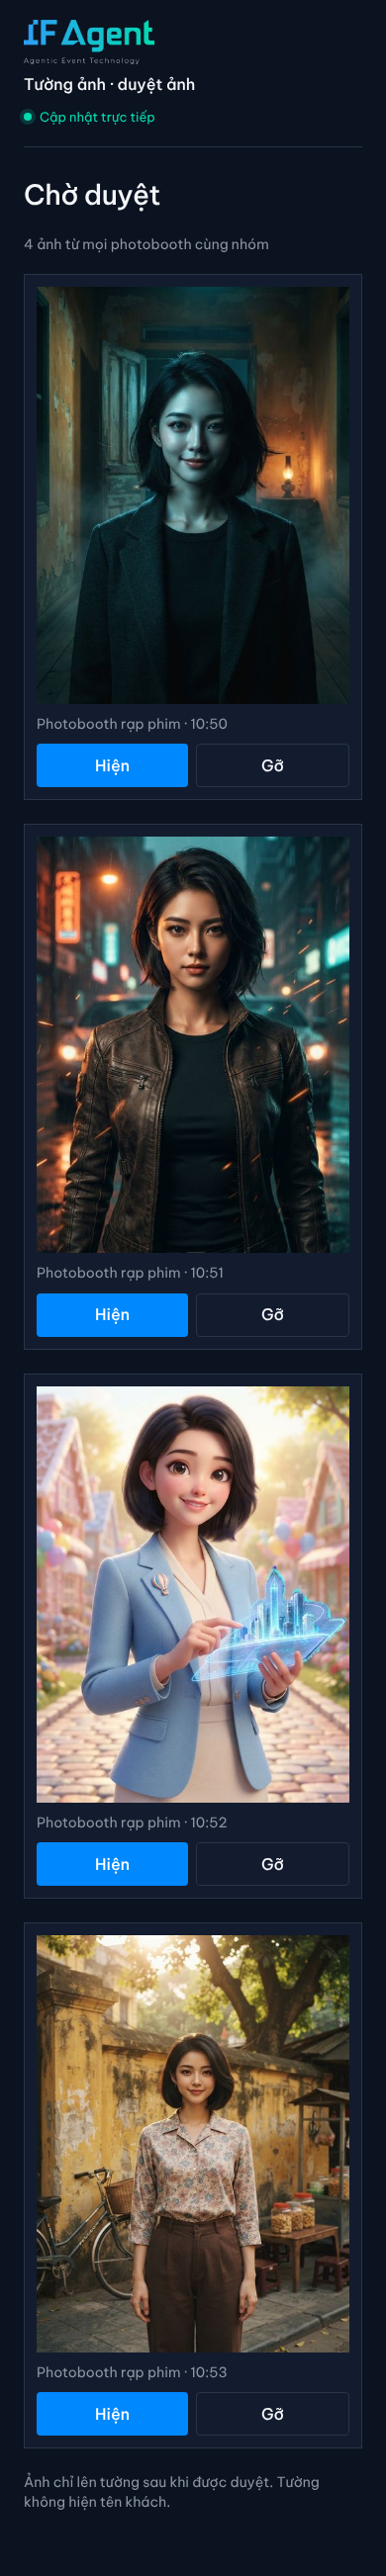 IF Agent
Agentic Event Technology
Tường ảnh · duyệt ảnh
Cập nhật trực tiếp
Chờ duyệt
4 ảnh từ mọi photobooth cùng nhóm
Photobooth rạp phim · 10:50
Hiện Gỡ
Photobooth rạp phim · 10:51
Hiện Gỡ
Photobooth rạp phim · 10:52
Hiện Gỡ
Photobooth rạp phim · 10:53
Hiện Gỡ
Ảnh chỉ lên tường sau khi được duyệt. Tường
không hiện tên khách.